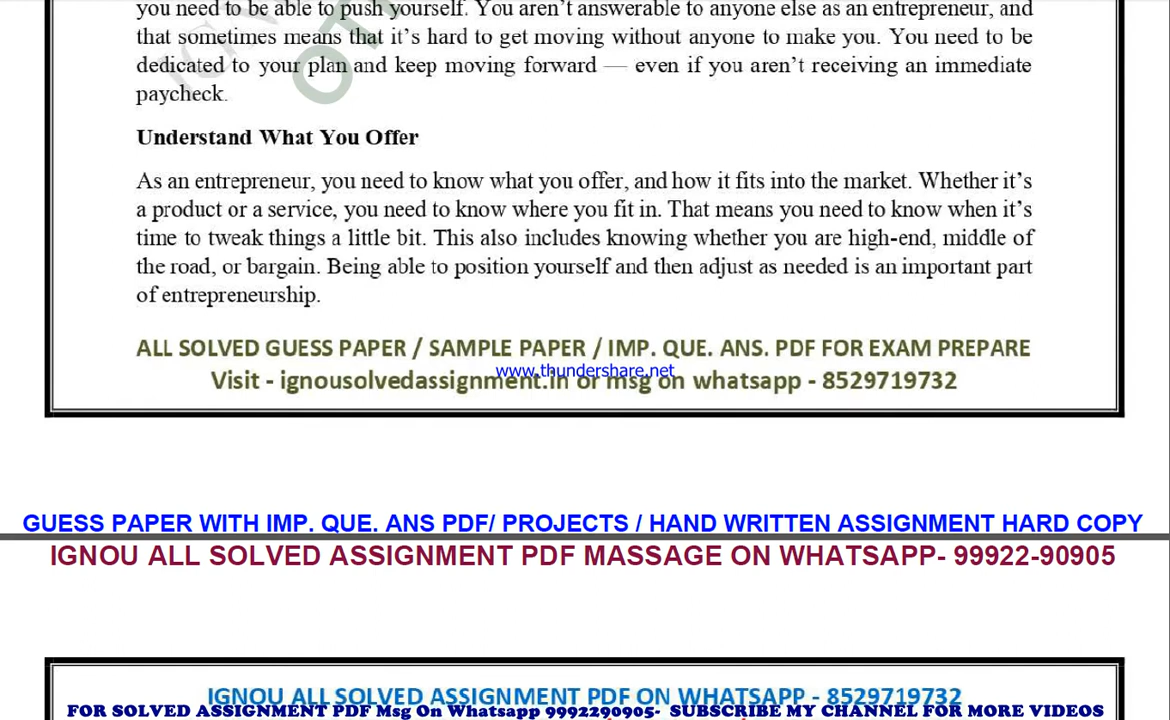 you need to be able to push yourself. You aren't answerable to anyone else as an entrepreneur, and
that sometimes means that it's hard to get moving without anyone to make you. You need to be
dedicated to your plan and keep moving forward — even if you aren't receiving an immediate
paycheck.
Understand What You Offer
As an entrepreneur, you need to know what you offer, and how it fits into the market. Whether it's
a product or a service, you need to know where you fit in. That means you need to know when it's
time to tweak things a little bit. This also includes knowing whether you are high-end, middle of
the road, or bargain. Being able to position yourself and then adjust as needed is an important part
of entrepreneurship.
ALL SOLVED GUESS PAPER / SAMPLE PAPER / IMP. QUE. ANS. PDF FOR EXAM PREPARE
www.thundershare.net
Visit - ignousolvedassignment.in or msg on whatsapp - 8529719732
GUESS PAPER WITH IMP. QUE. ANS PDF/ PROJECTS / HAND WRITTEN ASSIGNMENT HARD COPY
IGNOU ALL SOLVED ASSIGNMENT PDF MASSAGE ON WHATSAPP- 99922-90905
IGNOU ALL SOLVED ASSIGNMENT PDF ON WHATSAPP - 8529719732
FOR SOLVED ASSIGNMENT PDF Msg On Whatsapp 9992290905- SUBSCRIBE MY CHANNEL FOR MORE VIDEOS